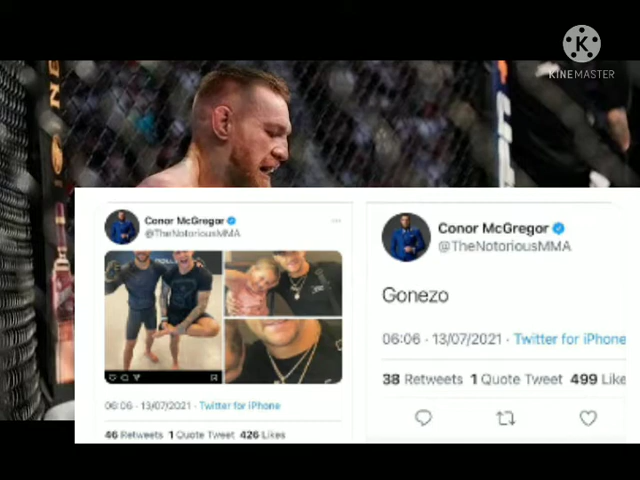 KINEMASTER
Conor McGregor
@TheNotoriousMMA
06:06 · 13/07/2021 · Twitter for iPhone
46 Retweets 1 Quote Tweet 426 Likes
Conor McGregor
@TheNotoriousMMA
Gonezo
06:06 · 13/07/2021 · Twitter for iPhone
38 Retweets 1 Quote Tweet 499 Like